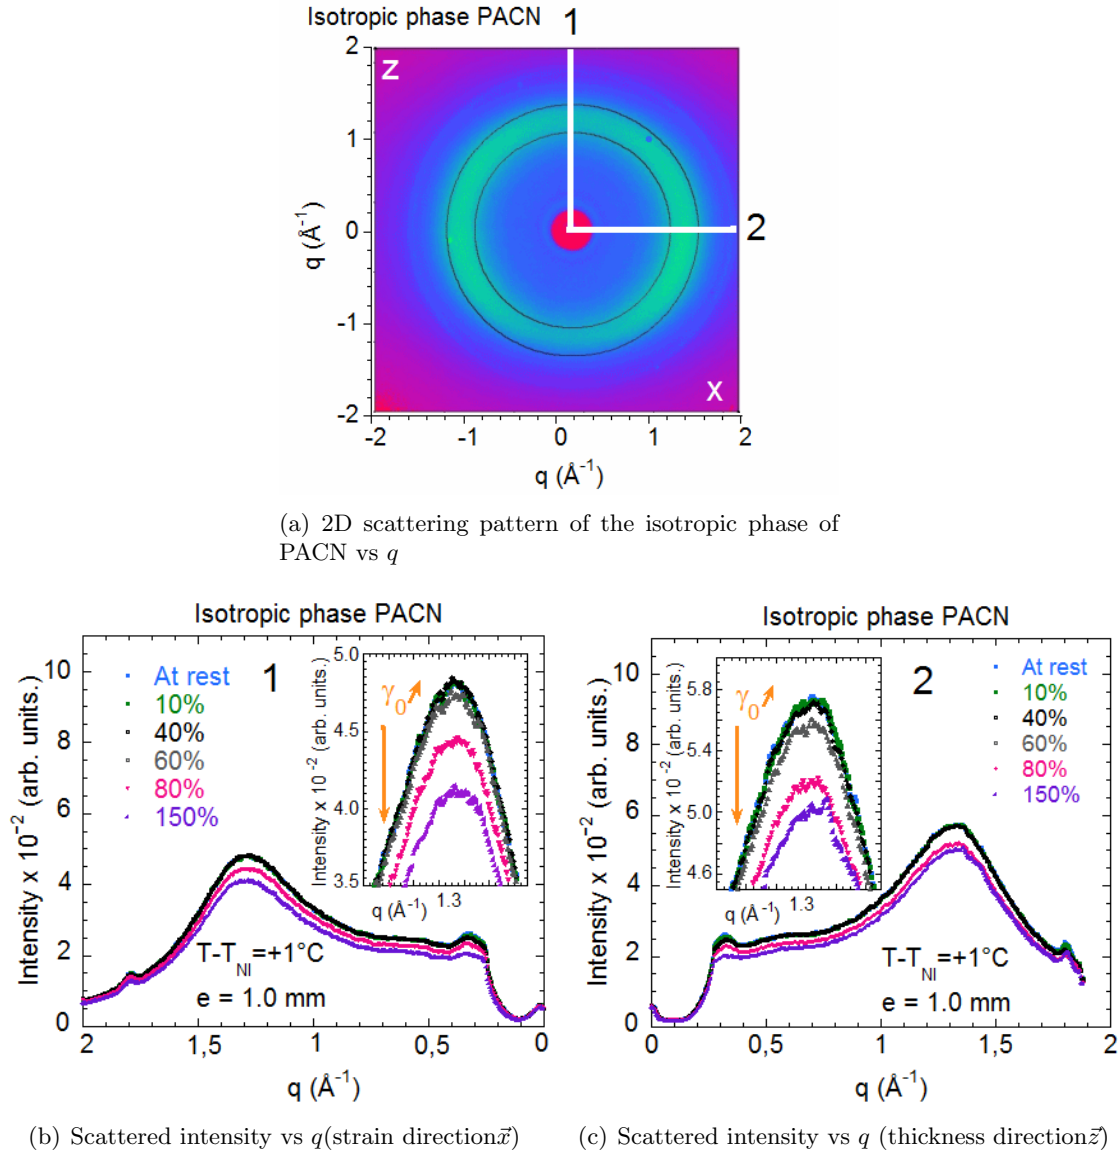 Isotropic phase PACN
1
2
z
1
0
2
-1
x
-2
-2
-1
0
1
2
q (Å⁻¹)
q (Å⁻¹)
(a) 2D scattering pattern of the isotropic phase of
PACN vs q
Isotropic phase PACN
10
8
6
4
2
0
Intensity x 10⁻² (arb. units.)
At rest
10%
40%
60%
80%
150%
1
5.0
4.5
4.0
3.5
Intensity x 10⁻² (arb. units.)
γ₀
q (Å⁻¹) 1.3
T-T_NI=+1°C
e = 1.0 mm
2
1,5
1
0,5
0
q (Å⁻¹)
(b) Scattered intensity vs q(strain direction x⃗)
Isotropic phase PACN
10
8
6
4
2
0
Intensity x 10⁻² (arb. units.)
5.8
5.4
5.0
4.6
Intensity x 10⁻² (arb. units.)
γ₀
q (Å⁻¹) 1.3
2
At rest
10%
40%
60%
80%
150%
T-T_NI=+1°C
e = 1.0 mm
0
0,5
1
1,5
2
q (Å⁻¹)
(c) Scattered intensity vs q (thickness direction z⃗)